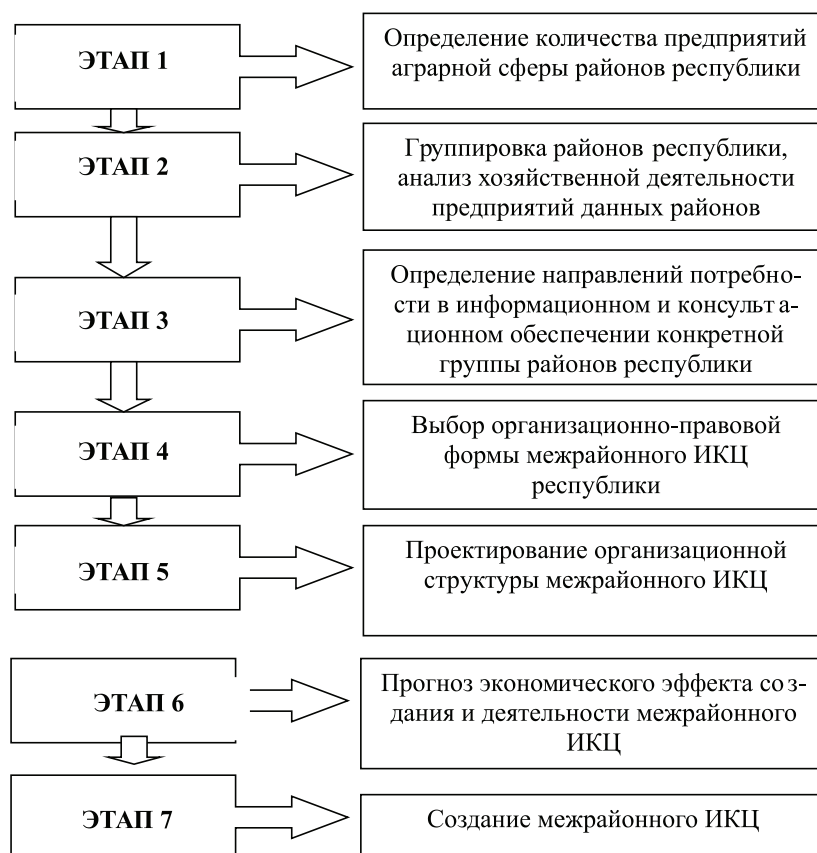 ЭТАП 1
Определение количества предприятий
аграрной сферы районов республики
ЭТАП 2
Группировка районов республики,
анализ хозяйственной деятельности
предприятий данных районов
ЭТАП 3
Определение направлений потребно-
сти в информационном и консульт а-
ционном обеспечении конкретной
группы районов республики
ЭТАП 4
Выбор организационно-правовой
формы межрайонного ИКЦ
республики
ЭТАП 5
Проектирование организационной
структуры межрайонного ИКЦ
ЭТАП 6
Прогноз экономического эффекта со з-
дания и деятельности межрайонного
ИКЦ
ЭТАП 7
Создание межрайонного ИКЦ